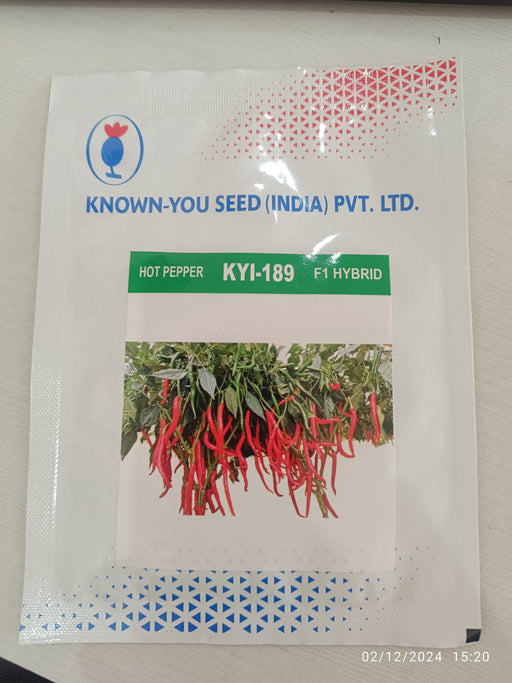 KNOWN-YOU SEED (INDIA) PVT. LTD.
HOT PEPPER KYI-189 F1 HYBRID
02/12/2024 15:20